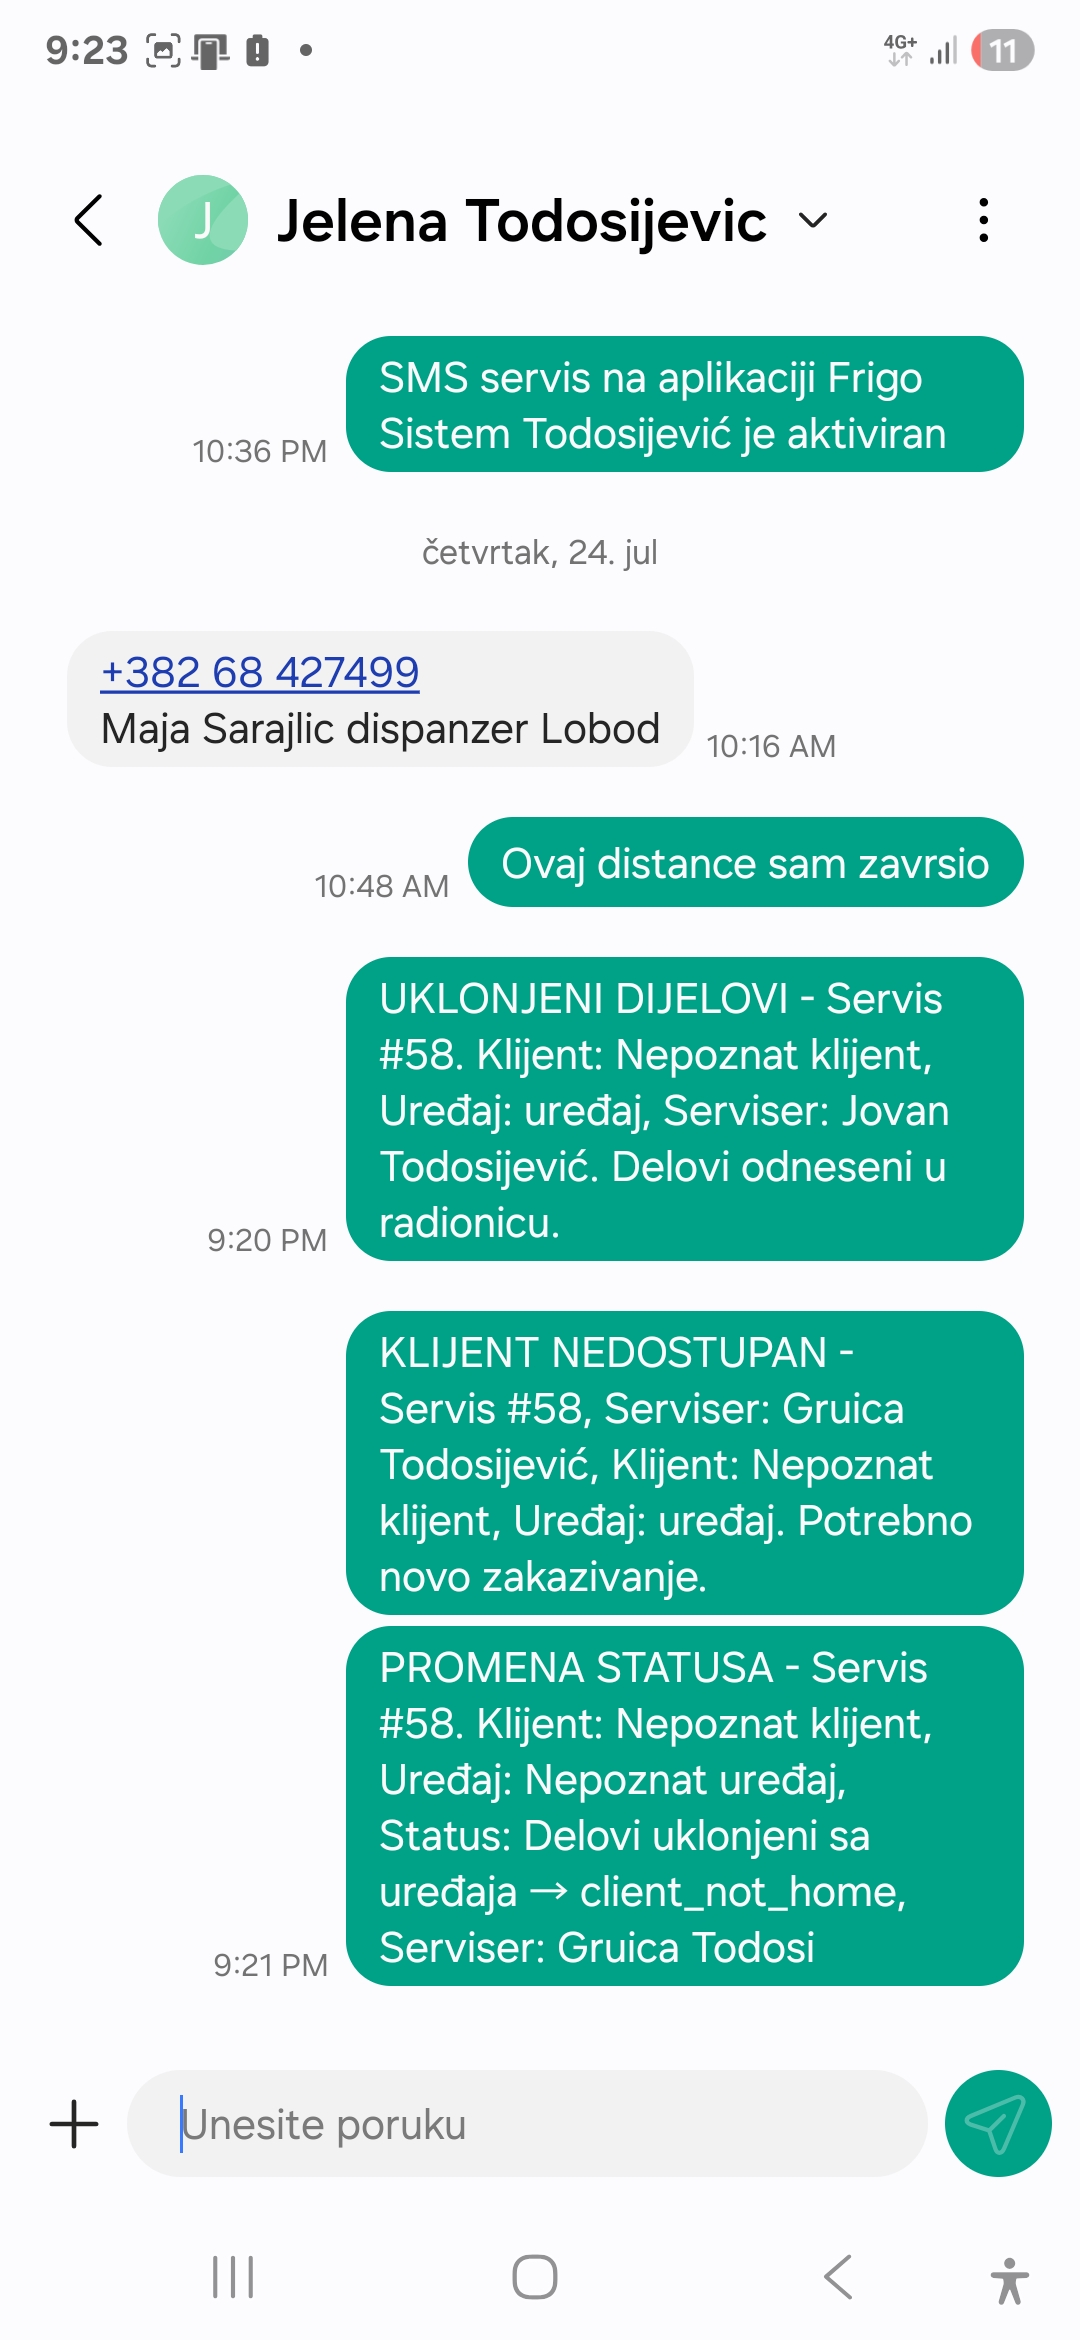 9:23
4G+
11
J
Jelena Todosijevic
SMS servis na aplikaciji Frigo
Sistem Todosijević je aktiviran
10:36 PM
četvrtak, 24. jul
+382 68 427499
Maja Sarajlic dispanzer Lobod
10:16 AM
Ovaj distance sam zavrsio
10:48 AM
UKLONJENI DIJELOVI - Servis
#58. Klijent: Nepoznat klijent,
Uređaj: uređaj, Serviser: Jovan
Todosijević. Delovi odneseni u
radionicu.
9:20 PM
KLIJENT NEDOSTUPAN -
Servis #58, Serviser: Gruica
Todosijević, Klijent: Nepoznat
klijent, Uređaj: uređaj. Potrebno
novo zakazivanje.
PROMENA STATUSA - Servis
#58. Klijent: Nepoznat klijent,
Uređaj: Nepoznat uređaj,
Status: Delovi uklonjeni sa
uređaja → client_not_home,
Serviser: Gruica Todosi
9:21 PM
Unesite poruku